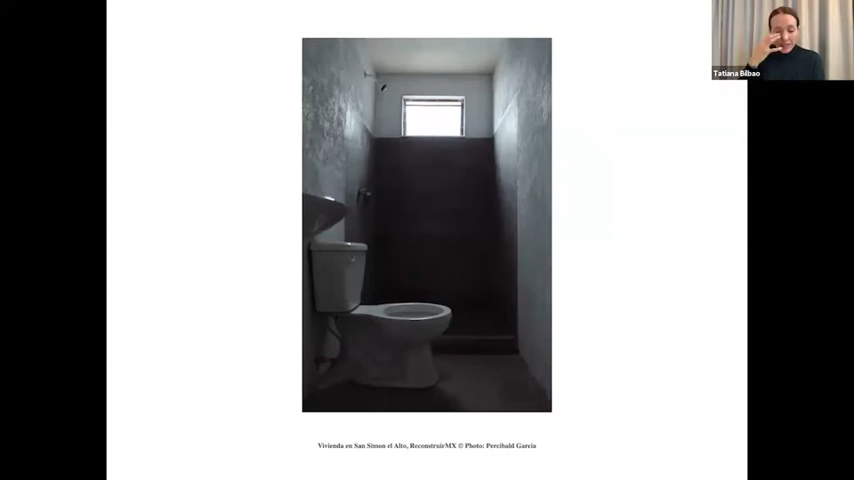 Tatiana Bilbao
Vivienda en San Simon el Alto, ReconstruirMX © Photo: Percibald Garcia